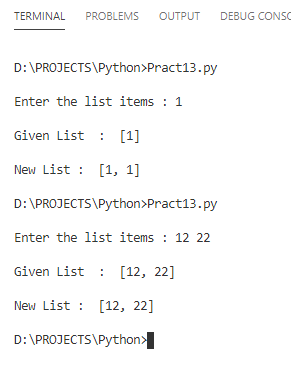 TERMINAL PROBLEMS OUTPUT DEBUG CONS
D:\PROJECTS\Python>Pract13.py
Enter the list items : 1
Given List  :  [1]
New List :  [1, 1]
D:\PROJECTS\Python>Pract13.py
Enter the list items : 12 22
Given List  :  [12, 22]
New List :  [12, 22]
D:\PROJECTS\Python>